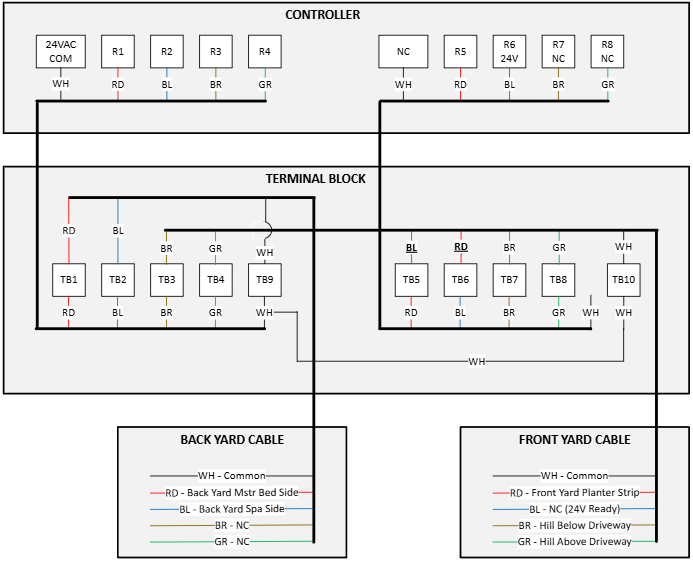 CONTROLLER
24VAC COM R1 R2 R3 R4 NC R5 R6 24V R7 NC R8 NC
WH RD BL BR GR WH RD BL BR GR
TERMINAL BLOCK
RD BL BR GR WH BL RD BR GR WH
TB1 TB2 TB3 TB4 TB9 TB5 TB6 TB7 TB8 TB10
RD BL BR GR WH RD BL BR GR WH WH
WH
BACK YARD CABLE
WH - Common
RD - Back Yard Mstr Bed Side
BL - Back Yard Spa Side
BR - NC
GR - NC
FRONT YARD CABLE
WH - Common
RD - Front Yard Planter Strip
BL - NC (24V Ready)
BR - Hill Below Driveway
GR - Hill Above Driveway